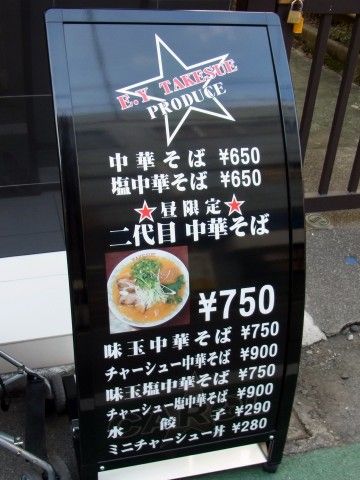 E.Y TAKESUE
PRODUCE
中華そば ¥650
塩中華そば ¥650
★昼限定★
二代目 中華そば
¥750
味玉中華そば ¥750
チャーシュー中華そば ¥900
味玉塩中華そば ¥750
チャーシュー塩中華そば ¥900
水餃子 ¥290
ミニチャーシュー丼 ¥280